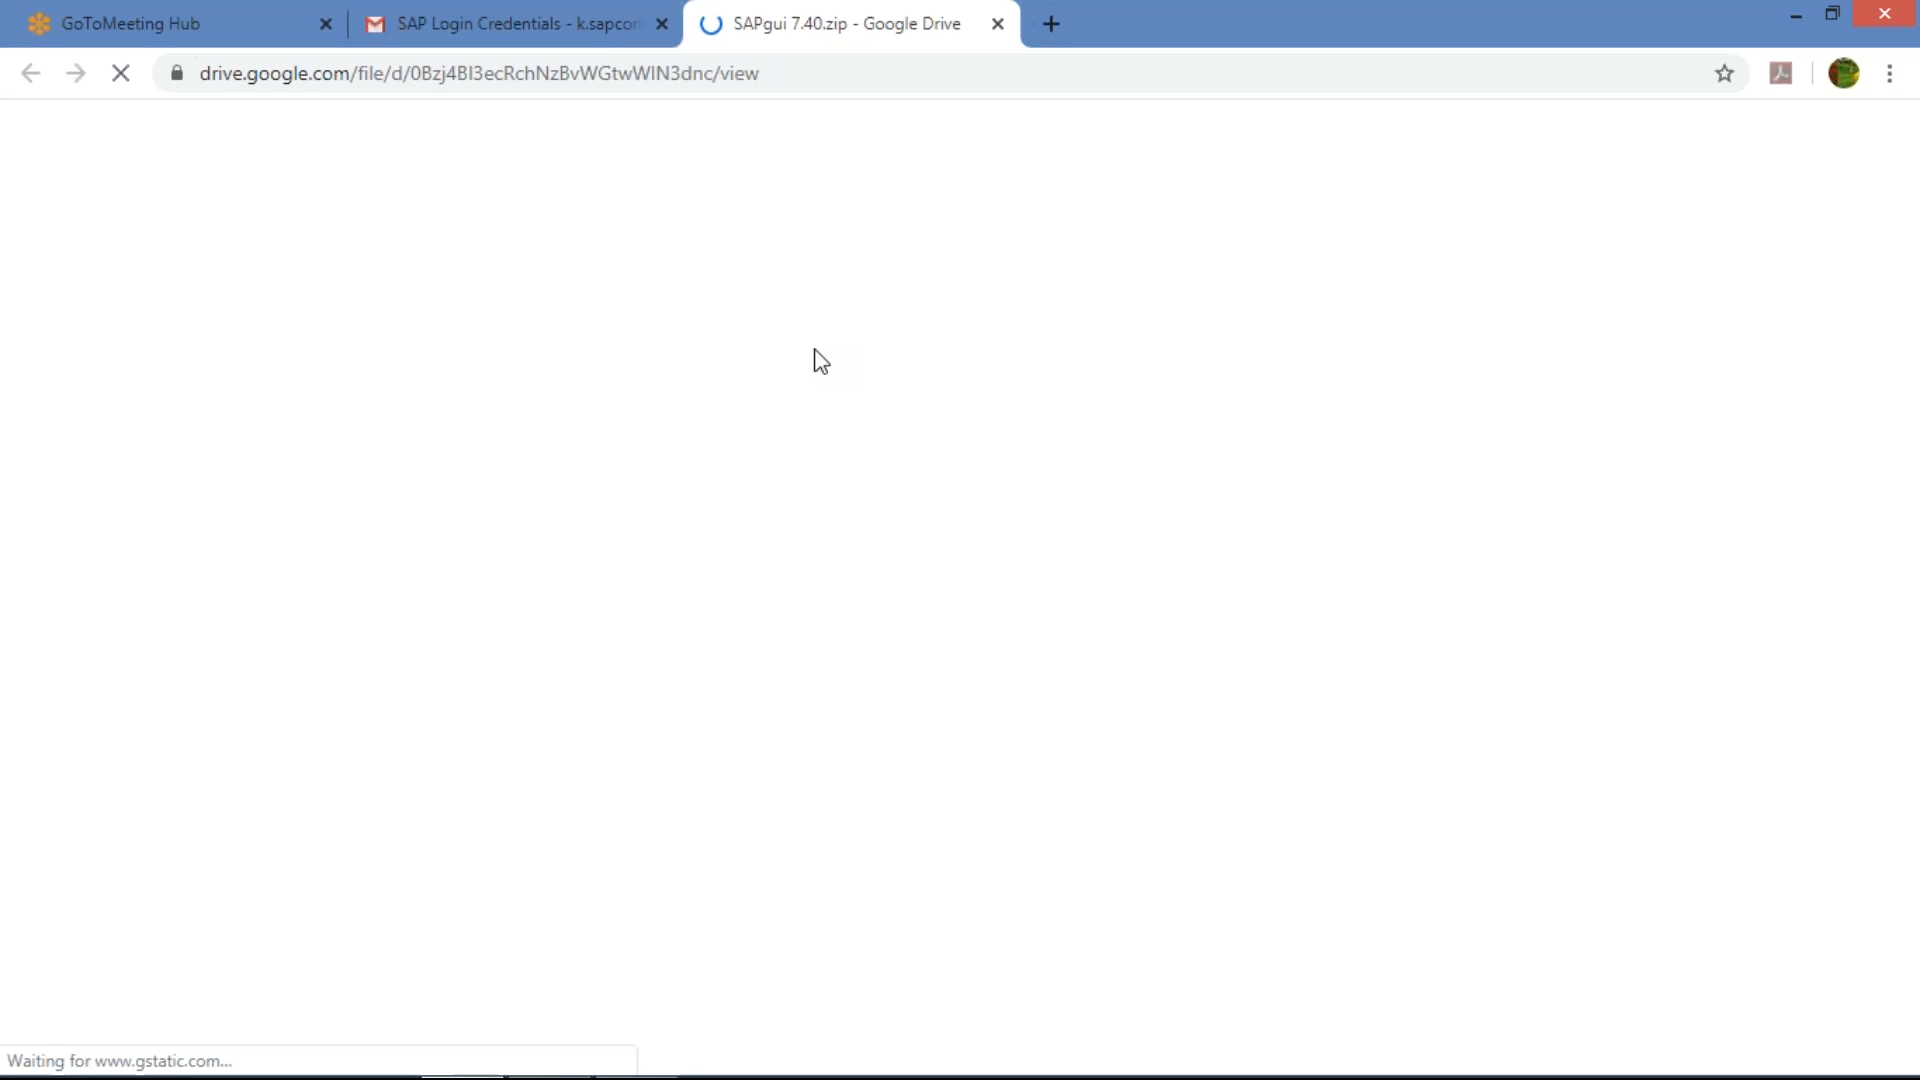 GoToMeeting Hub
SAP Login Credentials - k.sapcon
SAPgui 7.40.zip - Google Drive
drive.google.com/file/d/0Bzj4Bl3ecRchNzBvWGtwWlN3dnc/view
Waiting for www.gstatic.com...